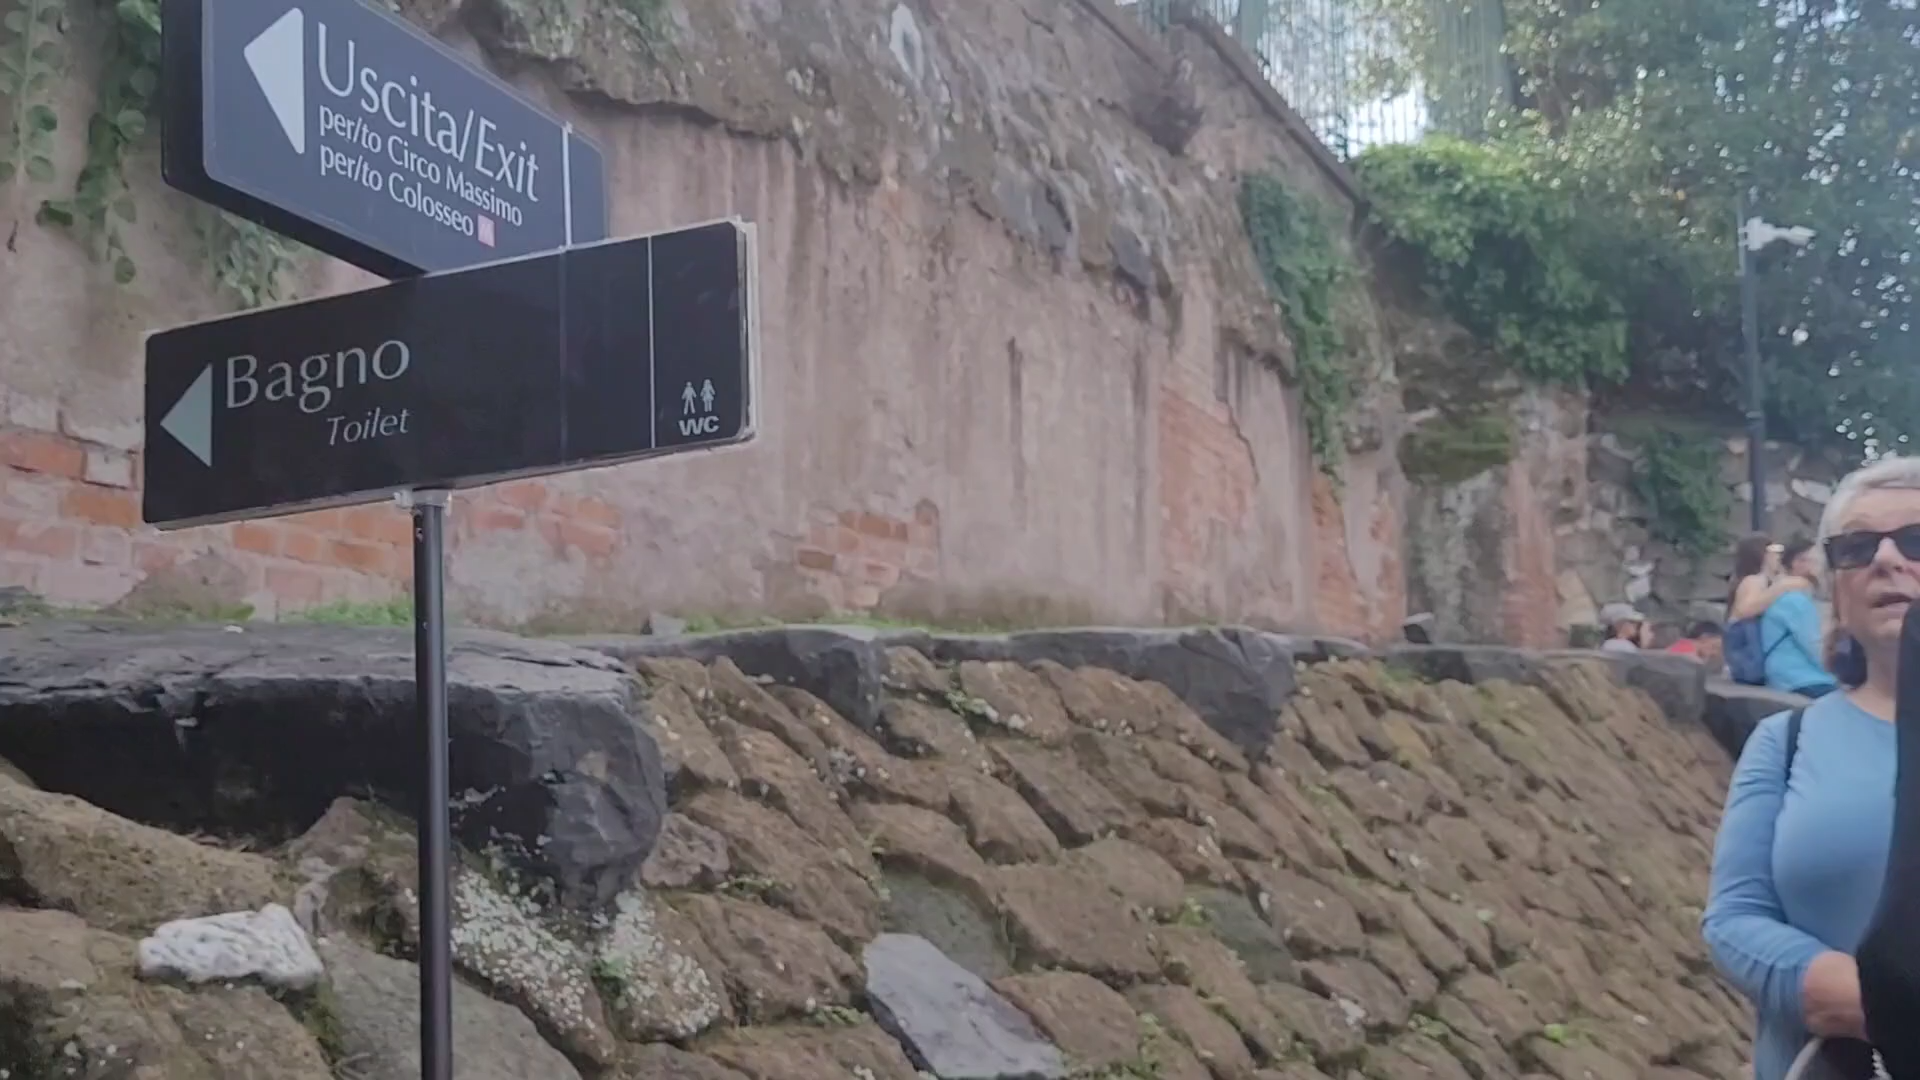 Uscita/Exit
per/to Circo Massimo
per/to Colosseo M
Bagno
Toilet
WC